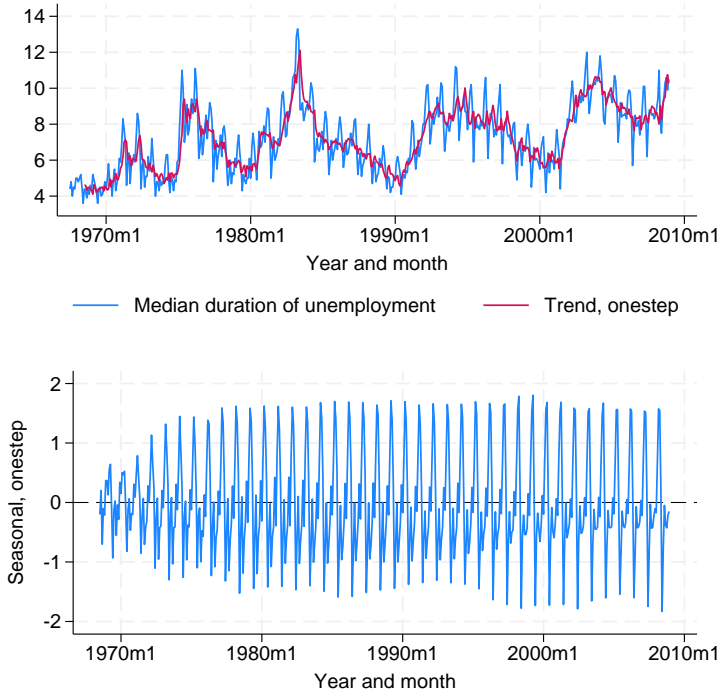 14
12
10
8
6
4
1970m1 1980m1 1990m1 2000m1 2010m1
Year and month
Median duration of unemployment Trend, onestep
Seasonal, onestep
2
1
0
-1
-2
1970m1 1980m1 1990m1 2000m1 2010m1
Year and month